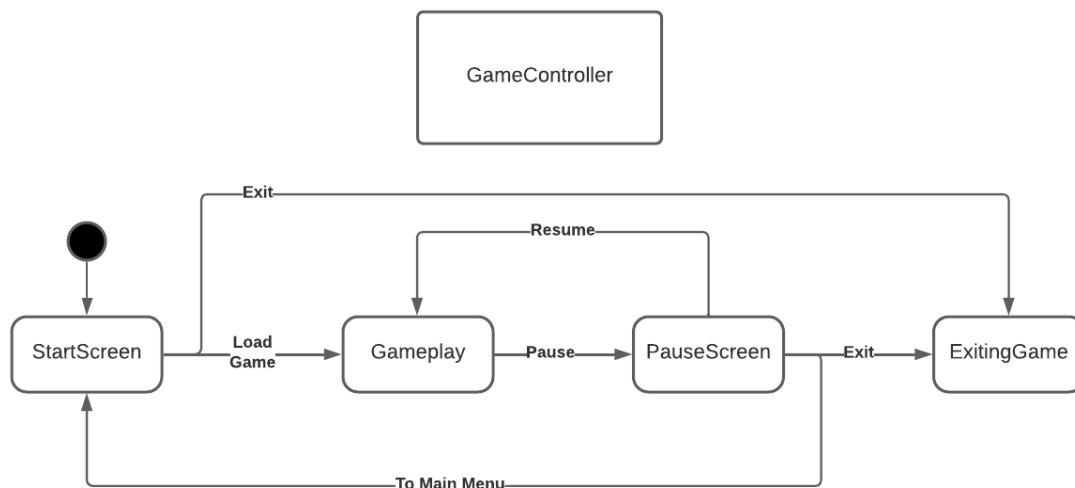 GameController
Exit
Resume
StartScreen
Load
Game
Gameplay
Pause
PauseScreen
Exit
ExitingGame
To Main Menu